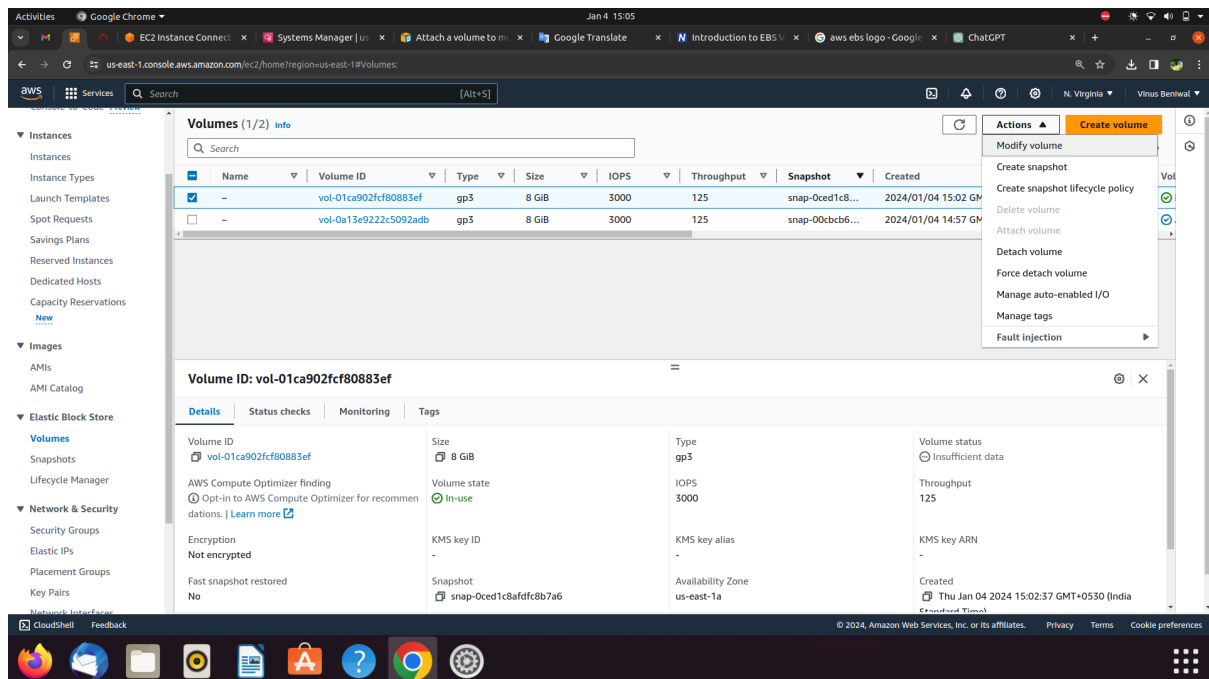 Activities Google Chrome Jan 4 15:05
EC2 Instance Connect Systems Manager | us Attach a volume to m Google Translate Introduction to EBS V aws ebs logo - Google ChatGPT
us-east-1.console.aws.amazon.com/ec2/home?region=us-east-1#Volumes:
aws Services Search [Alt+S] N. Virginia Vinus Beniwal
Console-to-Code Preview
Instances
Instances
Instance Types
Launch Templates
Spot Requests
Savings Plans
Reserved Instances
Dedicated Hosts
Capacity Reservations
New
Images
AMIs
AMI Catalog
Elastic Block Store
Volumes
Snapshots
Lifecycle Manager
Network & Security
Security Groups
Elastic IPs
Placement Groups
Key Pairs
Network Interfaces
Volumes (1/2) Info
Actions Create volume
Search
Name Volume ID Type Size IOPS Throughput Snapshot Created Vol
– vol-01ca902fcf80883ef gp3 8 GiB 3000 125 snap-0ced1c8... 2024/01/04 15:02 GM
– vol-0a13e9222c5092adb gp3 8 GiB 3000 125 snap-00cbcb6... 2024/01/04 14:57 GM
Modify volume
Create snapshot
Create snapshot lifecycle policy
Delete volume
Attach volume
Detach volume
Force detach volume
Manage auto-enabled I/O
Manage tags
Fault injection
Volume ID: vol-01ca902fcf80883ef
Details Status checks Monitoring Tags
Volume ID Size Type Volume status
vol-01ca902fcf80883ef 8 GiB gp3 Insufficient data
AWS Compute Optimizer finding Volume state IOPS Throughput
Opt-in to AWS Compute Optimizer for recommen In-use 3000 125
dations. | Learn more
Encryption KMS key ID KMS key alias KMS key ARN
Not encrypted - - -
Fast snapshot restored Snapshot Availability Zone Created
No snap-0ced1c8afdfc8b7a6 us-east-1a Thu Jan 04 2024 15:02:37 GMT+0530 (India
Standard Time)
CloudShell Feedback © 2024, Amazon Web Services, Inc. or its affiliates. Privacy Terms Cookie preferences